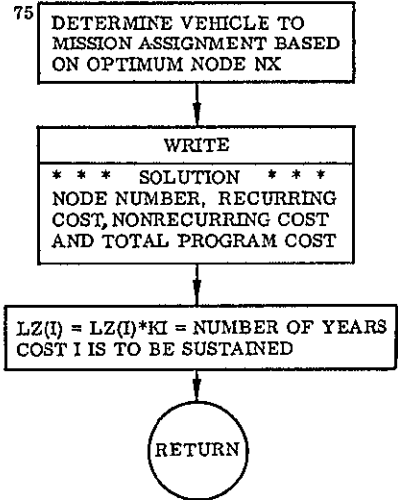 75
DETERMINE VEHICLE TO
MISSION ASSIGNMENT BASED
ON OPTIMUM NODE NX
WRITE
* * * SOLUTION * * *
NODE NUMBER, RECURRING
COST, NONRECURRING COST
AND TOTAL PROGRAM COST
LZ(I) = LZ(I)*KI = NUMBER OF YEARS
COST I IS TO BE SUSTAINED
RETURN